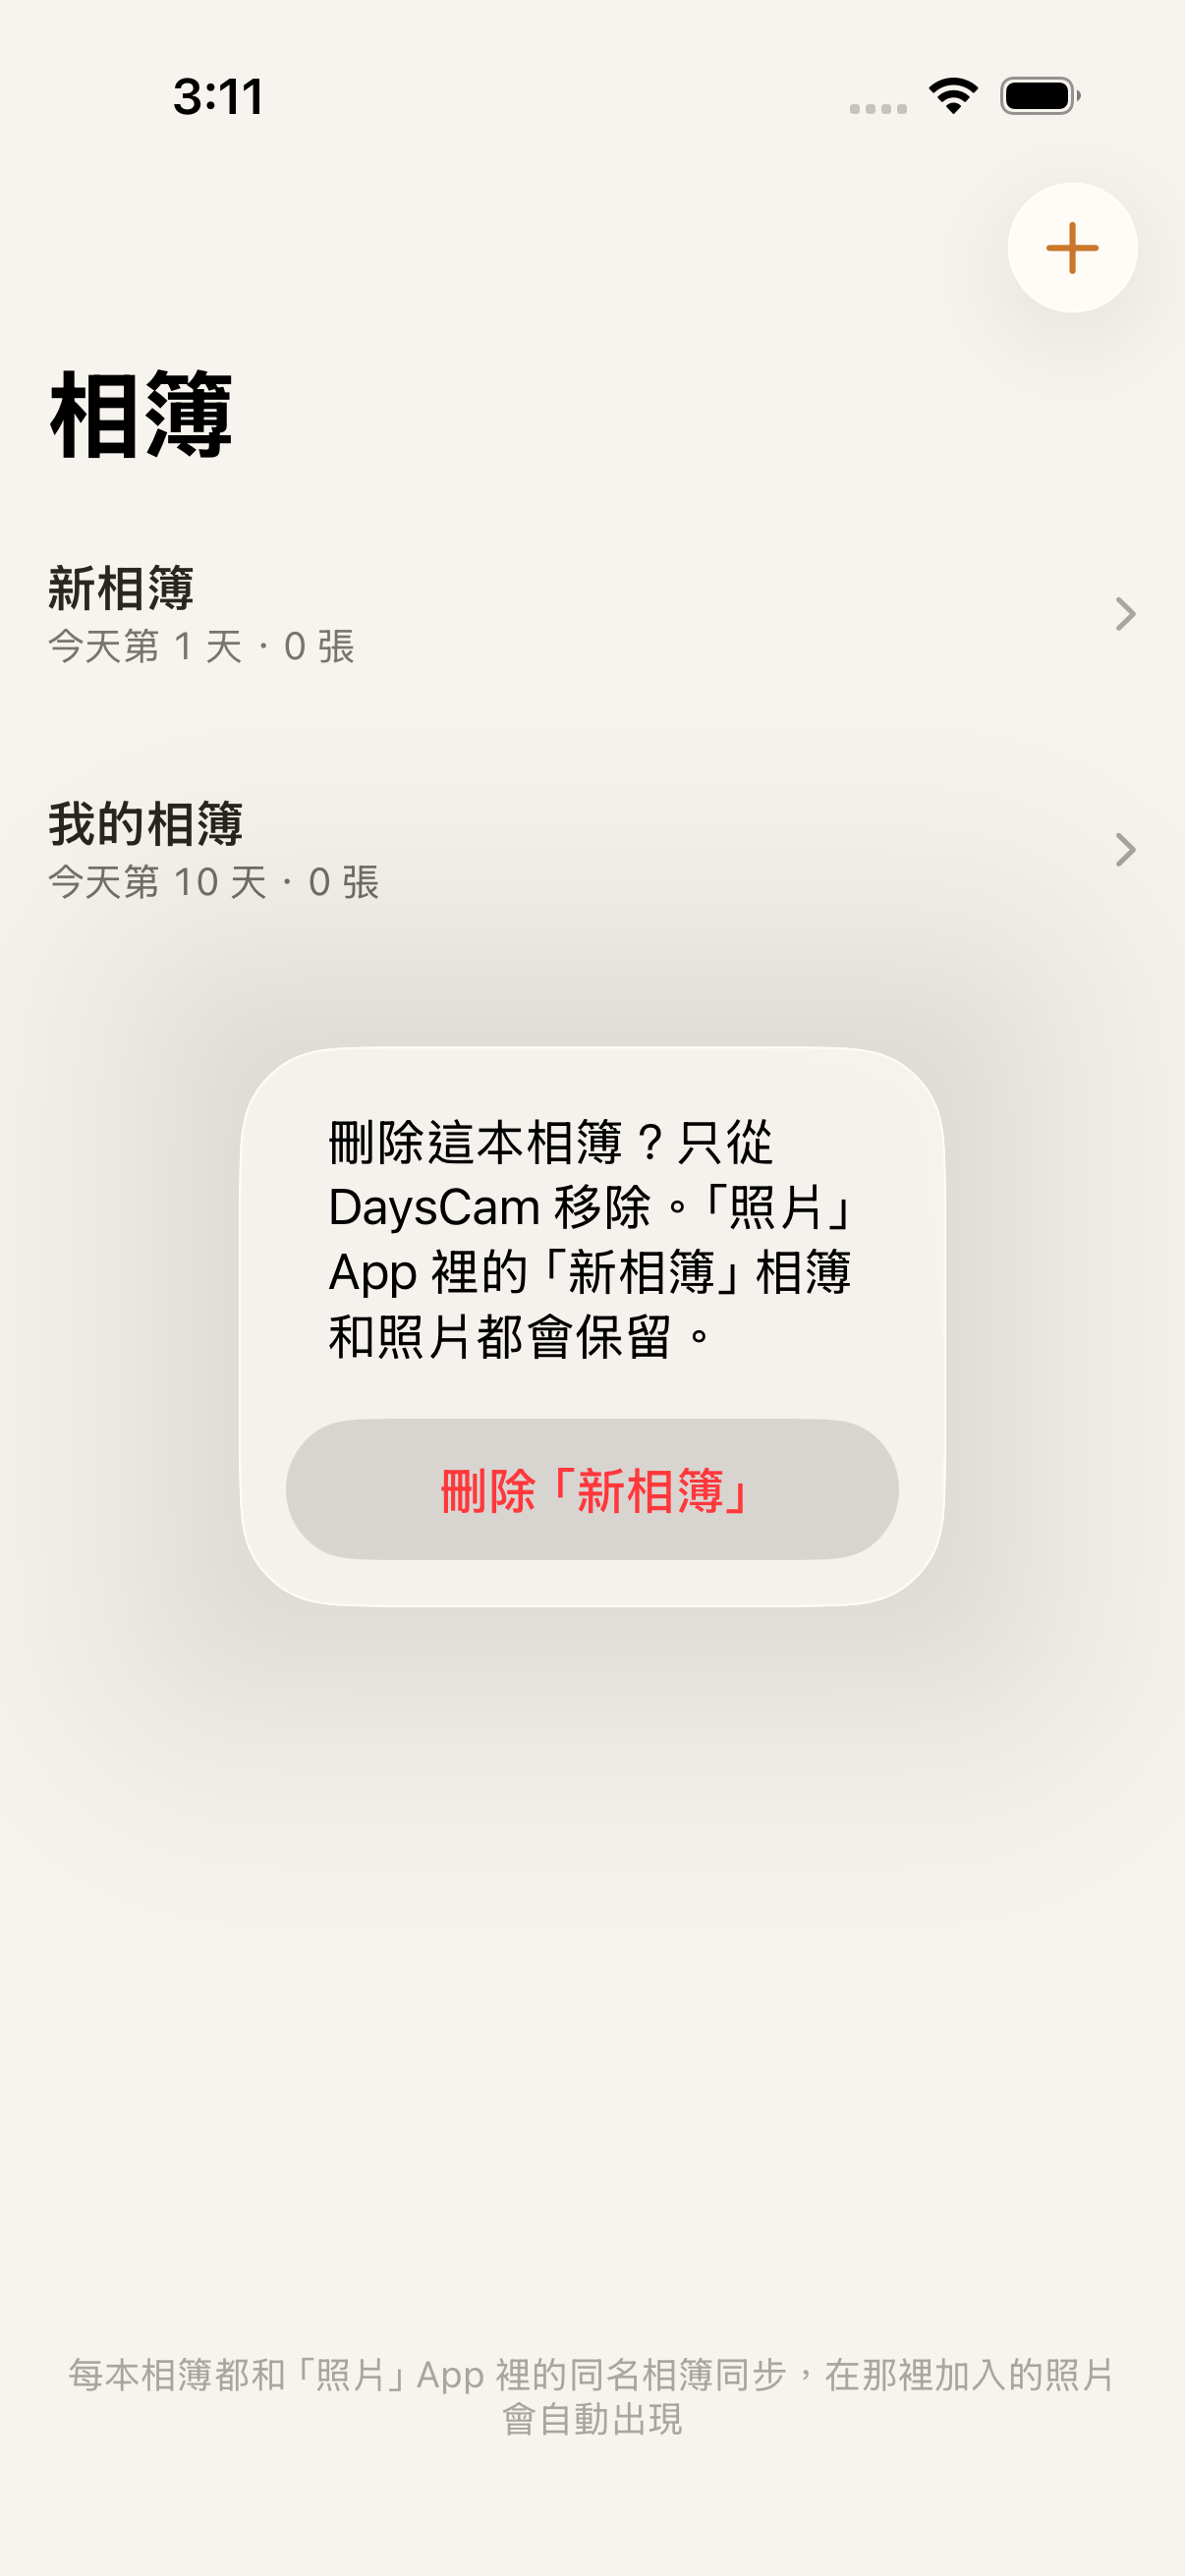 3:11
相簿
新相簿
今天第 1 天 · 0 張
我的相簿
今天第 10 天 · 0 張
刪除這本相簿？只從
DaysCam 移除。「照片」
App 裡的「新相簿」相簿
和照片都會保留。
刪除「新相簿」
每本相簿都和「照片」App 裡的同名相簿同步，在那裡加入的照片
會自動出現